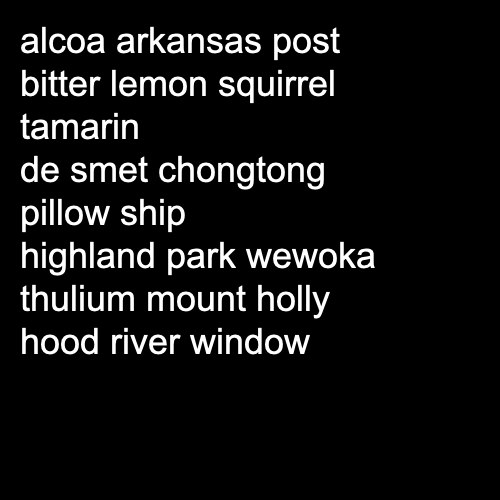 alcoa arkansas post
bitter lemon squirrel
tamarin
de smet chongtong
pillow ship
highland park wewoka
thulium mount holly
hood river window